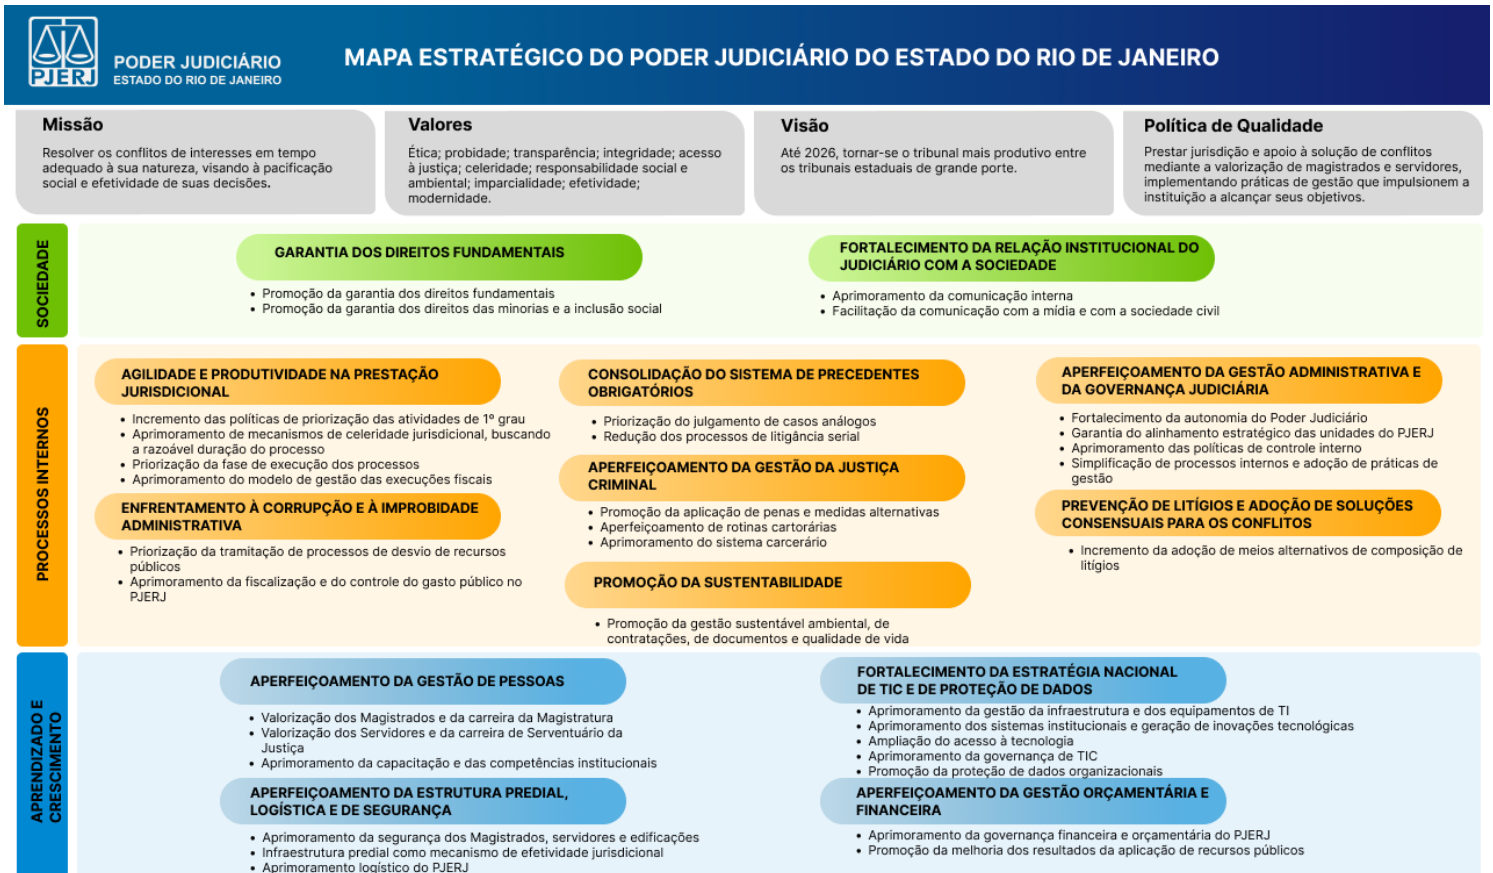 PJERJ
PODER JUDICIÁRIO
ESTADO DO RIO DE JANEIRO
MAPA ESTRATÉGICO DO PODER JUDICIÁRIO DO ESTADO DO RIO DE JANEIRO
Missão
Resolver os conflitos de interesses em tempo
adequado à sua natureza, visando à pacificação
social e efetividade de suas decisões.
Valores
Ética; probidade; transparência; integridade; acesso
à justiça; celeridade; responsabilidade social e
ambiental; imparcialidade; efetividade;
modernidade.
Visão
Até 2026, tornar-se o tribunal mais produtivo entre
os tribunais estaduais de grande porte.
Política de Qualidade
Prestar jurisdição e apoio à solução de conflitos
mediante a valorização de magistrados e servidores,
implementando práticas de gestão que impulsionem a
instituição a alcançar seus objetivos.
SOCIEDADE
GARANTIA DOS DIREITOS FUNDAMENTAIS
• Promoção da garantia dos direitos fundamentais
• Promoção da garantia dos direitos das minorias e a inclusão social
FORTALECIMENTO DA RELAÇÃO INSTITUCIONAL DO
JUDICIÁRIO COM A SOCIEDADE
• Aprimoramento da comunicação interna
• Facilitação da comunicação com a mídia e com a sociedade civil
PROCESSOS INTERNOS
AGILIDADE E PRODUTIVIDADE NA PRESTAÇÃO
JURISDICIONAL
• Incremento das políticas de priorização das atividades de 1º grau
• Aprimoramento de mecanismos de celeridade jurisdicional, buscando
a razoável duração do processo
• Priorização da fase de execução dos processos
• Aprimoramento do modelo de gestão das execuções fiscais
ENFRENTAMENTO À CORRUPÇÃO E À IMPROBIDADE
ADMINISTRATIVA
• Priorização da tramitação de processos de desvio de recursos
públicos
• Aprimoramento da fiscalização e do controle do gasto público no
PJERJ
CONSOLIDAÇÃO DO SISTEMA DE PRECEDENTES
OBRIGATÓRIOS
• Priorização do julgamento de casos análogos
• Redução dos processos de litigância serial
APERFEIÇOAMENTO DA GESTÃO DA JUSTIÇA
CRIMINAL
• Promoção da aplicação de penas e medidas alternativas
• Aperfeiçoamento de rotinas cartorárias
• Aprimoramento do sistema carcerário
PROMOÇÃO DA SUSTENTABILIDADE
• Promoção da gestão sustentável ambiental, de
contratações, de documentos e qualidade de vida
APERFEIÇOAMENTO DA GESTÃO ADMINISTRATIVA E
DA GOVERNANÇA JUDICIÁRIA
• Fortalecimento da autonomia do Poder Judiciário
• Garantia do alinhamento estratégico das unidades do PJERJ
• Aprimoramento das políticas de controle interno
• Simplificação de processos internos e adoção de práticas de
gestão
PREVENÇÃO DE LITÍGIOS E ADOÇÃO DE SOLUÇÕES
CONSENSUAIS PARA OS CONFLITOS
• Incremento da adoção de meios alternativos de composição de
litígios
APRENDIZADO E
CRESCIMENTO
APERFEIÇOAMENTO DA GESTÃO DE PESSOAS
• Valorização dos Magistrados e da carreira da Magistratura
• Valorização dos Servidores e da carreira de Serventuário da
Justiça
• Aprimoramento da capacitação e das competências institucionais
APERFEIÇOAMENTO DA ESTRUTURA PREDIAL,
LOGÍSTICA E DE SEGURANÇA
• Aprimoramento da segurança dos Magistrados, servidores e edificações
• Infraestrutura predial como mecanismo de efetividade jurisdicional
• Aprimoramento logístico do PJERJ
FORTALECIMENTO DA ESTRATÉGIA NACIONAL
DE TIC E DE PROTEÇÃO DE DADOS
• Aprimoramento da gestão da infraestrutura e dos equipamentos de TI
• Aprimoramento dos sistemas institucionais e geração de inovações tecnológicas
• Ampliação do acesso à tecnologia
• Aprimoramento da governança de TIC
• Promoção da proteção de dados organizacionais
APERFEIÇOAMENTO DA GESTÃO ORÇAMENTÁRIA E
FINANCEIRA
• Aprimoramento da governança financeira e orçamentária do PJERJ
• Promoção da melhoria dos resultados da aplicação de recursos públicos